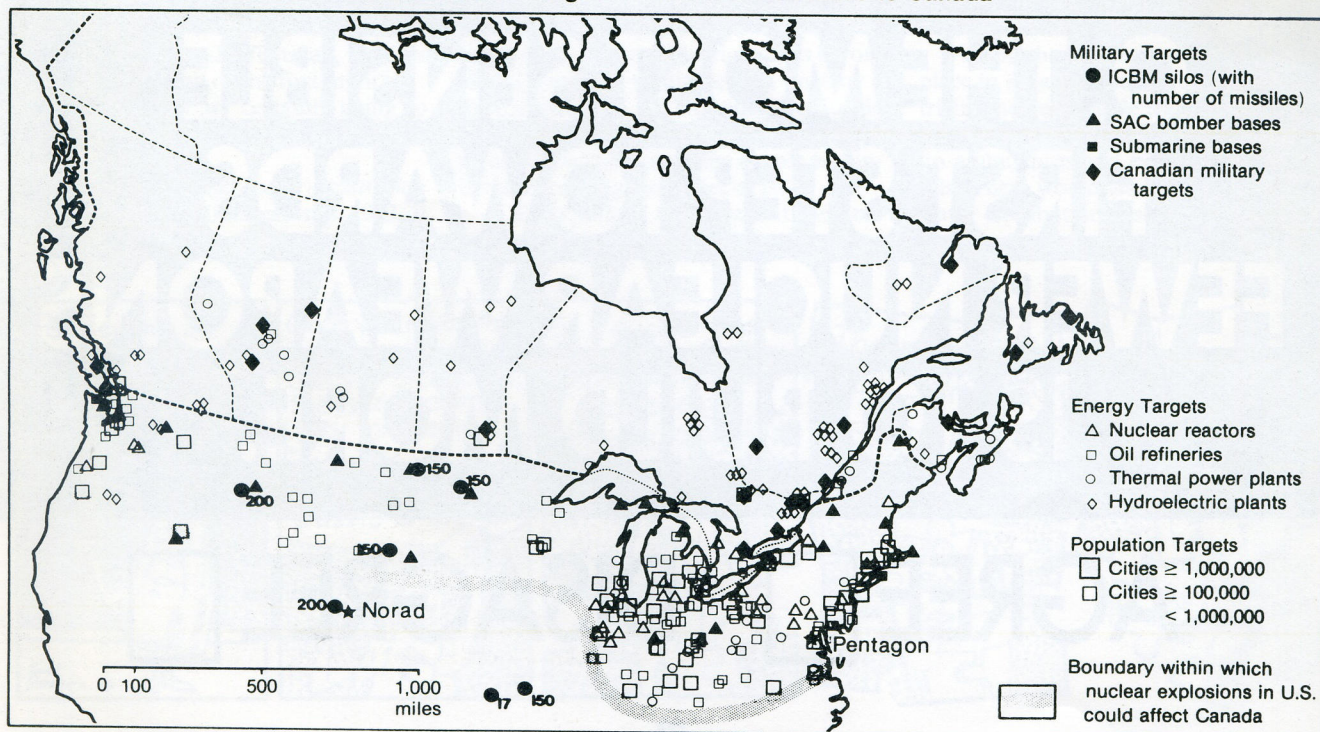 Military Targets
ICBM silos (with
number of missiles)
SAC bomber bases
Submarine bases
Canadian military
targets
Energy Targets
Nuclear reactors
Oil refineries
Thermal power plants
Hydroelectric plants
Population Targets
Cities ≥ 1,000,000
Cities ≥ 100,000
< 1,000,000
Boundary within which
nuclear explosions in U.S.
could affect Canada
150
150
200
150
200
Norad
Pentagon
0 100 500 1,000
miles
17
150